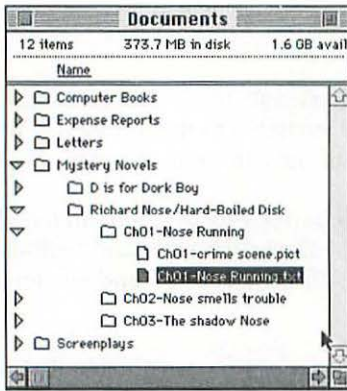 Documents
12 items 373.7 MB in disk 1.6 GB avail
Name
Computer Books
Expense Reports
Letters
Mystery Novels
D is for Dork Boy
Richard Nose/Hard-Boiled Disk
Ch01-Nose Running
Ch01-crime scene.pict
Ch01-Nose Running.txt
Ch02-Nose smells trouble
Ch03-The shadow Nose
Screenplays